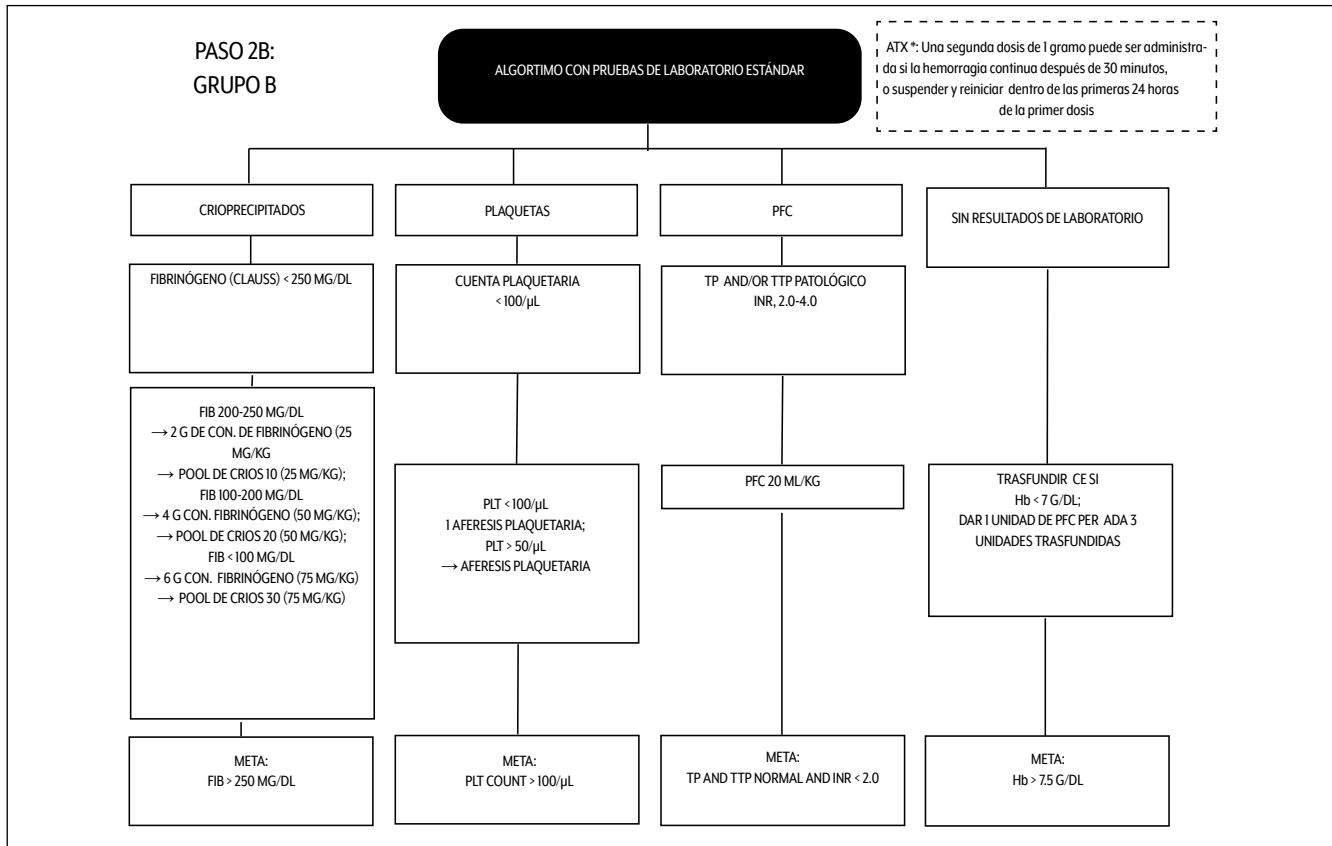 PASO 2B:
GRUPO B
ALGORTIMO CON PRUEBAS DE LABORATORIO ESTÁNDAR
ATX *: Una segunda dosis de 1 gramo puede ser administra-
da si la hemorragia continua después de 30 minutos,
o suspender y reiniciar dentro de las primeras 24 horas
de la primer dosis
CRIOPRECIPITADOS
PLAQUETAS
PFC
SIN RESULTADOS DE LABORATORIO
FIBRINÓGENO (CLAUSS) < 250 MG/DL
CUENTA PLAQUETARIA
< 100/µL
TP AND/OR TTP PATOLÓGICO
INR, 2.0-4.0
FIB 200-250 MG/DL
→ 2 G DE CON. DE FIBRINÓGENO (25
MG/KG
→ POOL DE CRIOS 10 (25 MG/KG);
FIB 100-200 MG/DL
→ 4 G CON. FIBRINÓGENO (50 MG/KG);
→ POOL DE CRIOS 20 (50 MG/KG);
FIB < 100 MG/DL
→ 6 G CON. FIBRINÓGENO (75 MG/KG)
→ POOL DE CRIOS 30 (75 MG/KG)
PLT < 100/µL
1 AFERESIS PLAQUETARIA;
PLT > 50/µL
→ AFERESIS PLAQUETARIA
PFC 20 ML/KG
TRASFUNDIR CE SI
Hb < 7 G/DL;
DAR 1 UNIDAD DE PFC PER ADA 3
UNIDADES TRASFUNDIDAS
META:
FIB > 250 MG/DL
META:
PLT COUNT > 100/µL
META:
TP AND TTP NORMAL AND INR < 2.0
META:
Hb > 7.5 G/DL